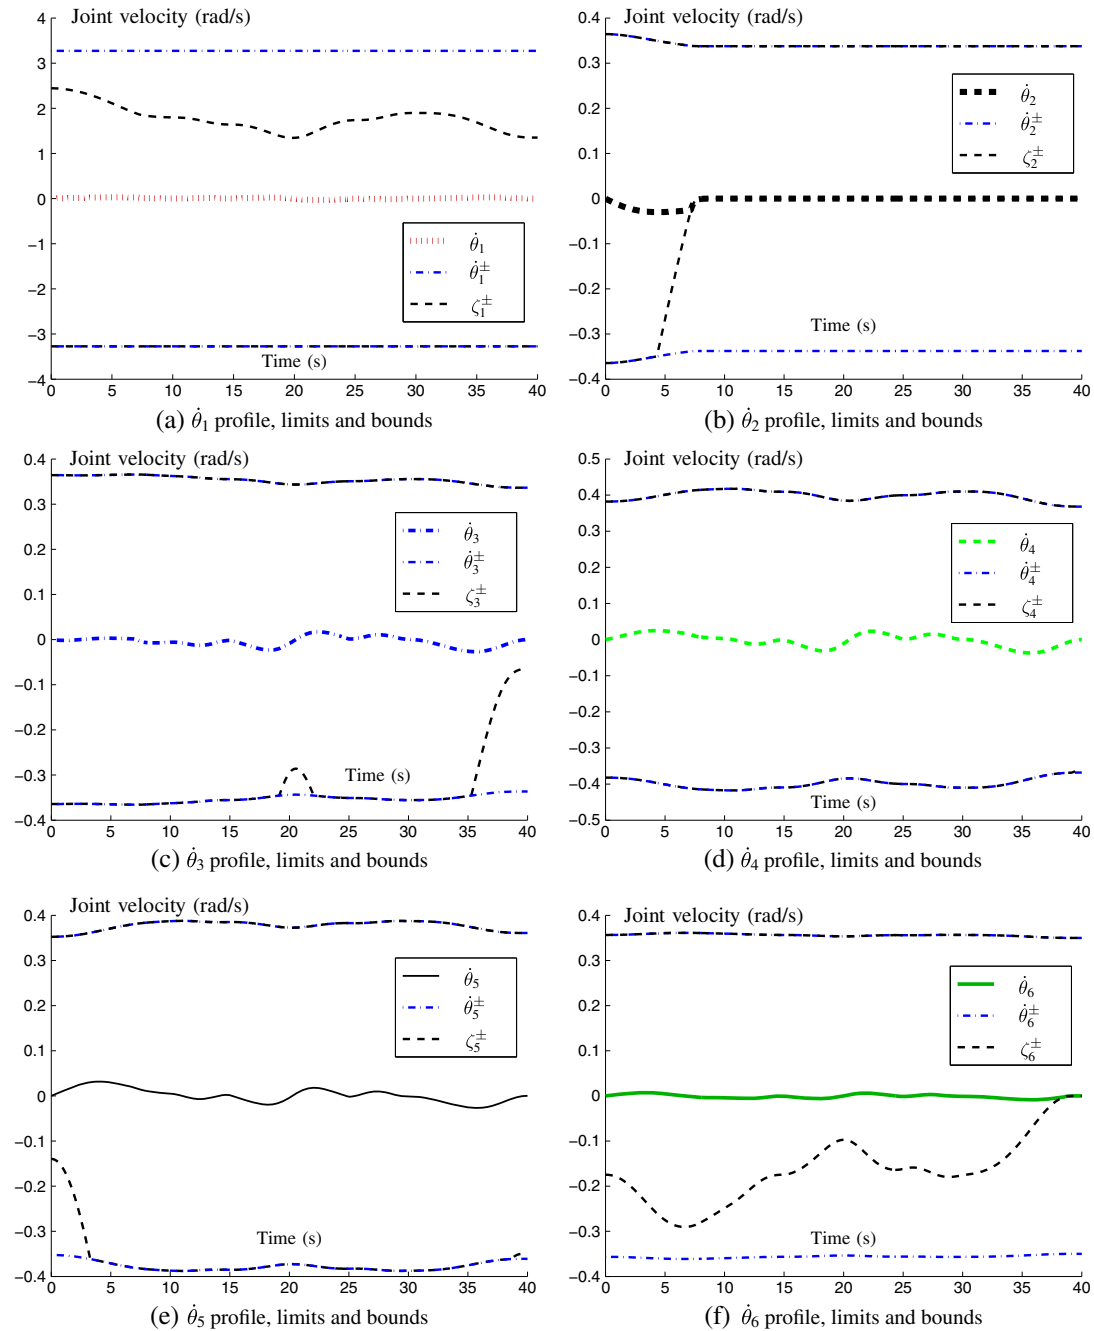 Joint velocity (rad/s)
4
3
2
1
0
−1
−2
−3
−4
θ̇₁
θ̇₁±
ζ₁±
Time (s)
0 5 10 15 20 25 30 35 40
(a) θ̇₁ profile, limits and bounds
Joint velocity (rad/s)
0.4
0.3
0.2
0.1
0
−0.1
−0.2
−0.3
−0.4
θ̇₂
θ̇₂±
ζ₂±
Time (s)
0 5 10 15 20 25 30 35 40
(b) θ̇₂ profile, limits and bounds
Joint velocity (rad/s)
0.4
0.3
0.2
0.1
0
−0.1
−0.2
−0.3
−0.4
θ̇₃
θ̇₃±
ζ₃±
Time (s)
0 5 10 15 20 25 30 35 40
(c) θ̇₃ profile, limits and bounds
Joint velocity (rad/s)
0.5
0.4
0.3
0.2
0.1
0
−0.1
−0.2
−0.3
−0.4
−0.5
θ̇₄
θ̇₄±
ζ₄±
Time (s)
0 5 10 15 20 25 30 35 40
(d) θ̇₄ profile, limits and bounds
Joint velocity (rad/s)
0.4
0.3
0.2
0.1
0
−0.1
−0.2
−0.3
−0.4
θ̇₅
θ̇₅±
ζ₅±
Time (s)
0 5 10 15 20 25 30 35 40
(e) θ̇₅ profile, limits and bounds
Joint velocity (rad/s)
0.4
0.3
0.2
0.1
0
−0.1
−0.2
−0.3
−0.4
θ̇₆
θ̇₆±
ζ₆±
Time (s)
0 5 10 15 20 25 30 35 40
(f) θ̇₆ profile, limits and bounds